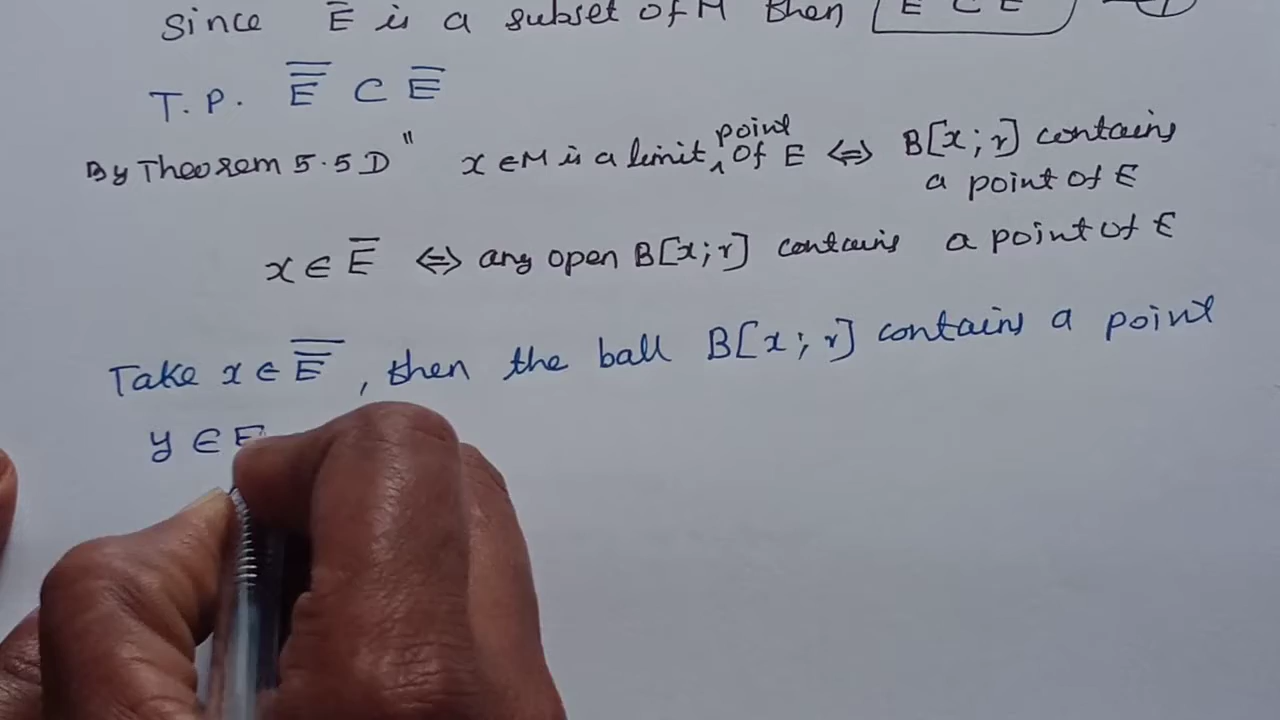 Since E̅ is a subset of M then E ⊂ E
T.P. E̿ ⊂ E̅
By Theorem 5.5D " x ∈ M is a limit point of E ⇔ B[x; r] contains
a point of E
x ∈ E̅ ⇔ any open B[x; r] contains a point of E
Take x ∈ E̿, then the ball B[x; r] contains a point
y ∈ E